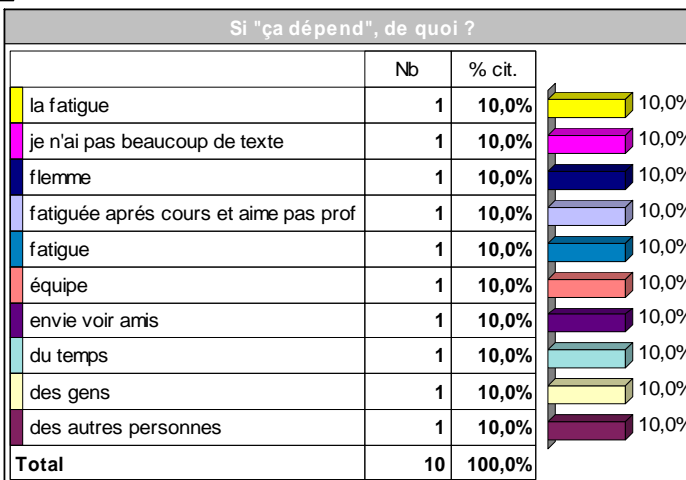 Si "ça dépend", de quoi ?
Nb % cit.
la fatigue 1 10,0% 10,0%
je n'ai pas beaucoup de texte 1 10,0% 10,0%
flemme 1 10,0% 10,0%
fatiguée aprés cours et aime pas prof 1 10,0% 10,0%
fatigue 1 10,0% 10,0%
équipe 1 10,0% 10,0%
envie voir amis 1 10,0% 10,0%
du temps 1 10,0% 10,0%
des gens 1 10,0% 10,0%
des autres personnes 1 10,0% 10,0%
Total 10 100,0%